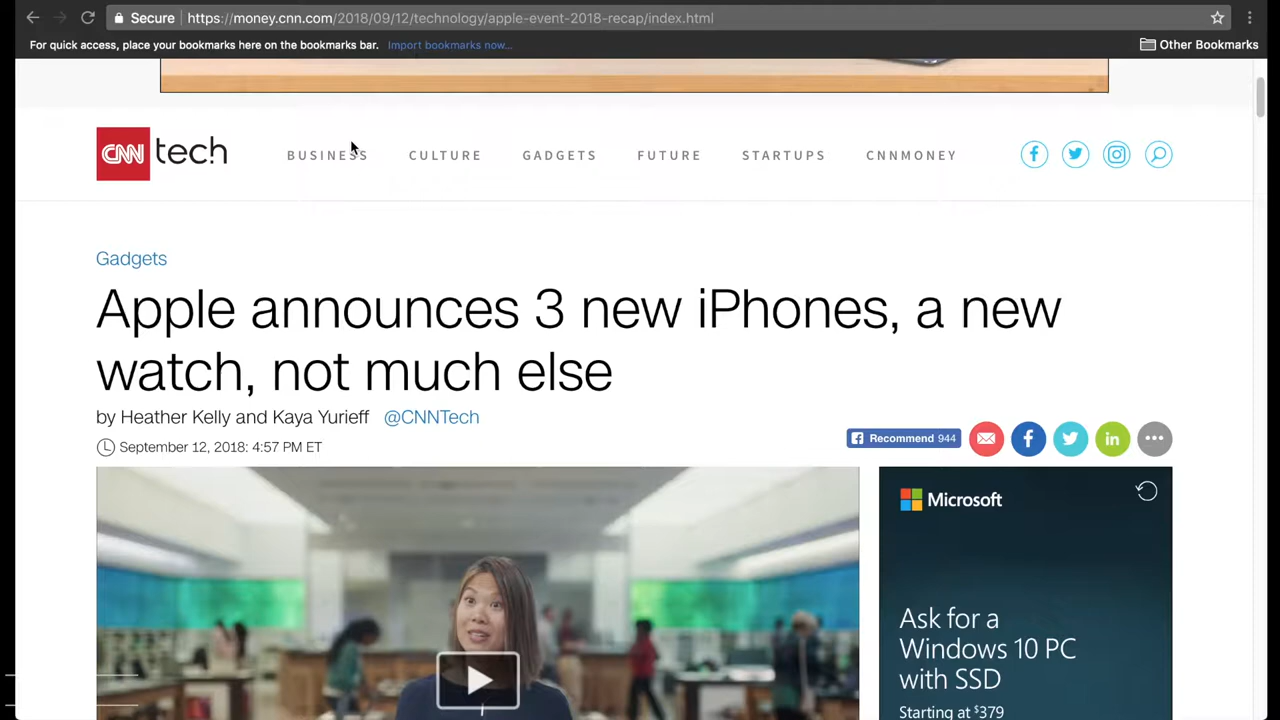 Secure https://money.cnn.com/2018/09/12/technology/apple-event-2018-recap/index.html
For quick access, place your bookmarks here on the bookmarks bar. Import bookmarks now... Other Bookmarks
CNN tech BUSINESS CULTURE GADGETS FUTURE STARTUPS CNNMONEY
Gadgets
Apple announces 3 new iPhones, a new
watch, not much else
by Heather Kelly and Kaya Yurieff @CNNTech
September 12, 2018: 4:57 PM ET
Recommend 944
Microsoft
Ask for a
Windows 10 PC
with SSD
Starting at $379